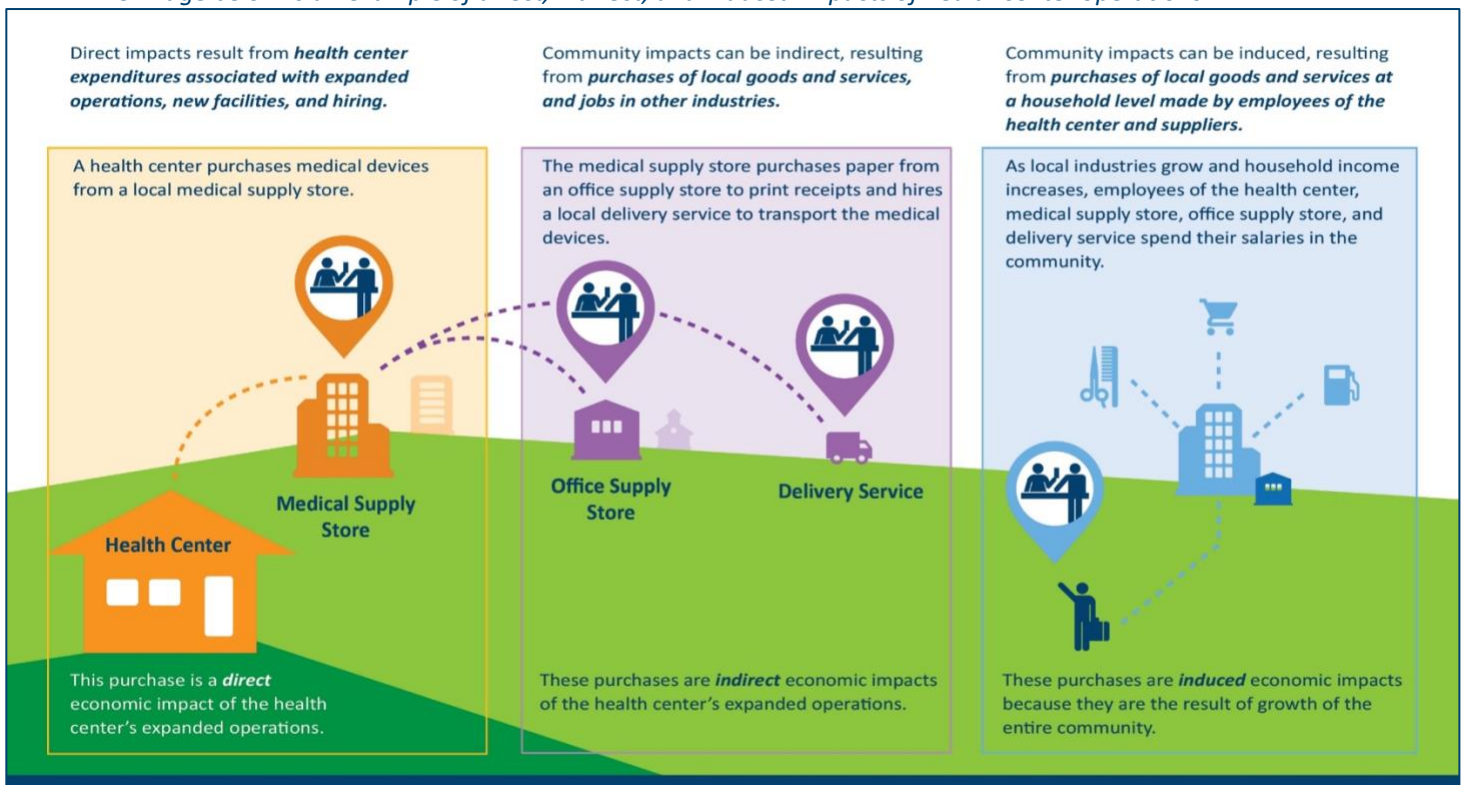 Direct impacts result from health center
expenditures associated with expanded
operations, new facilities, and hiring.
Community impacts can be indirect, resulting
from purchases of local goods and services,
and jobs in other industries.
Community impacts can be induced, resulting
from purchases of local goods and services at
a household level made by employees of the
health center and suppliers.
A health center purchases medical devices
from a local medical supply store.
The medical supply store purchases paper from
an office supply store to print receipts and hires
a local delivery service to transport the medical
devices.
As local industries grow and household income
increases, employees of the health center,
medical supply store, office supply store, and
delivery service spend their salaries in the
community.
Health Center
Medical Supply
Store
Office Supply
Store
Delivery Service
This purchase is a direct
economic impact of the health
center’s expanded operations.
These purchases are indirect economic impacts
of the health center’s expanded operations.
These purchases are induced economic impacts
because they are the result of growth of the
entire community.